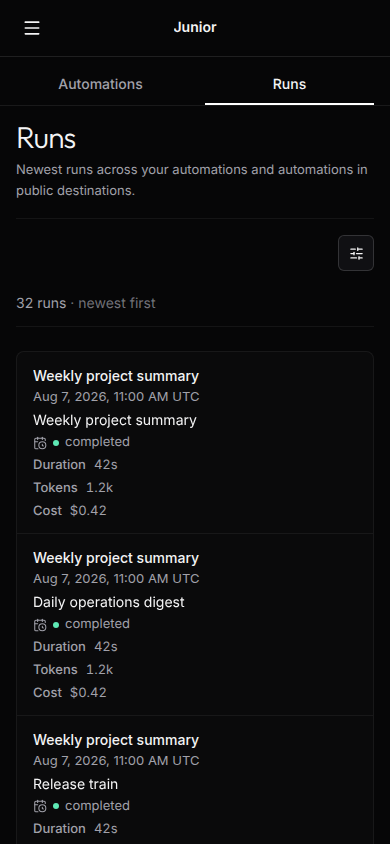 Junior
Automations
Runs
Runs
Newest runs across your automations and automations in
public destinations.
32 runs · newest first
Weekly project summary
Aug 7, 2026, 11:00 AM UTC
Weekly project summary
completed
Duration 42s
Tokens 1.2k
Cost $0.42
Weekly project summary
Aug 7, 2026, 11:00 AM UTC
Daily operations digest
completed
Duration 42s
Tokens 1.2k
Cost $0.42
Weekly project summary
Aug 7, 2026, 11:00 AM UTC
Release train
completed
Duration 42s